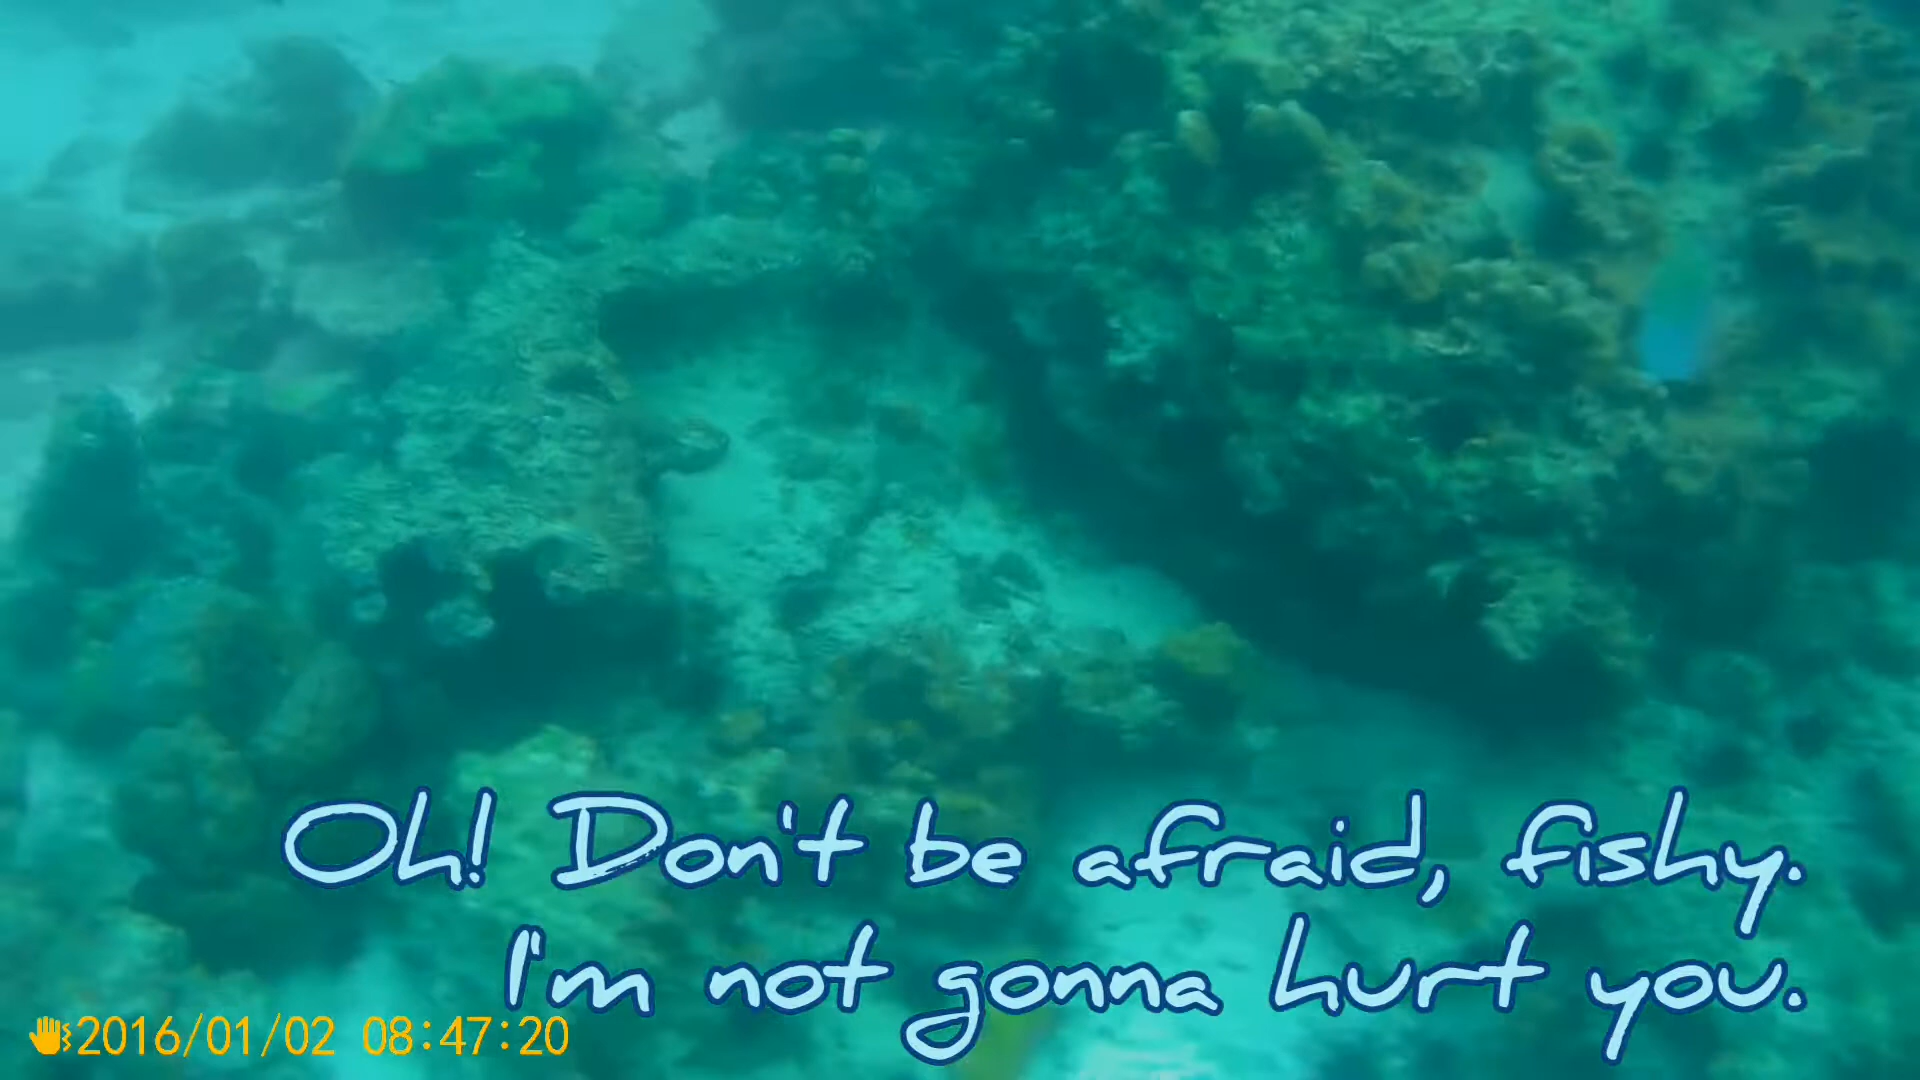 Oh! Don't be afraid, fishy.
I'm not gonna hurt you.
2016/01/02 08:47:20